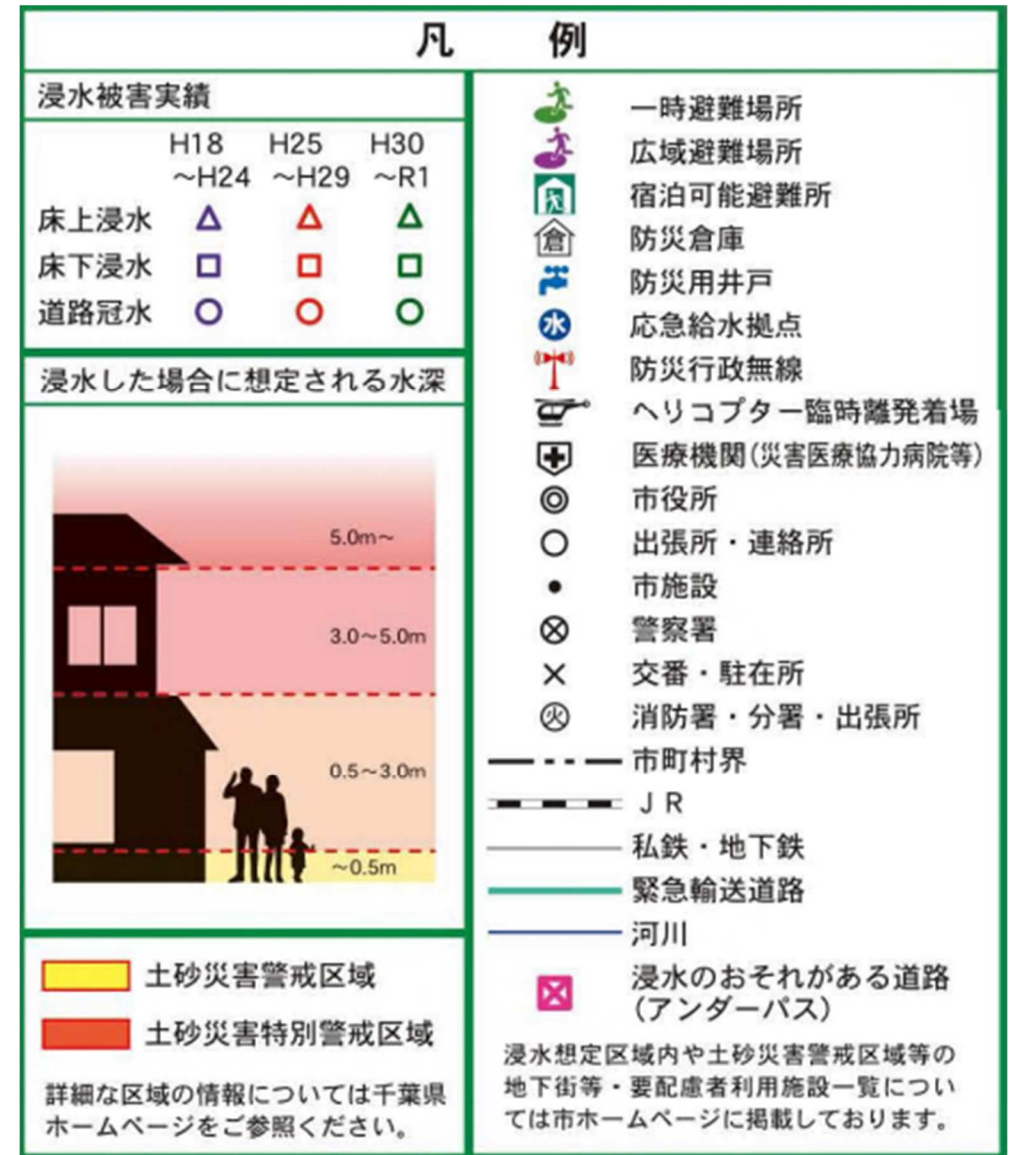 凡 例
浸水被害実績
H18 H25 H30
～H24 ～H29 ～R1
床上浸水
床下浸水
道路冠水
浸水した場合に想定される水深
5.0m～
3.0～5.0m
0.5～3.0m
～0.5m
土砂災害警戒区域
土砂災害特別警戒区域
詳細な区域の情報については千葉県
ホームページをご参照ください。
一時避難場所
広域避難場所
宿泊可能避難所
倉 防災倉庫
防災用井戸
水 応急給水拠点
防災行政無線
ヘリコプター臨時離発着場
医療機関(災害医療協力病院等)
市役所
出張所・連絡所
市施設
警察署
交番・駐在所
火 消防署・分署・出張所
市町村界
ＪＲ
私鉄・地下鉄
緊急輸送道路
河川
浸水のおそれがある道路
(アンダーパス)
浸水想定区域内や土砂災害警戒区域等の
地下街等・要配慮者利用施設一覧につい
ては市ホームページに掲載しております。